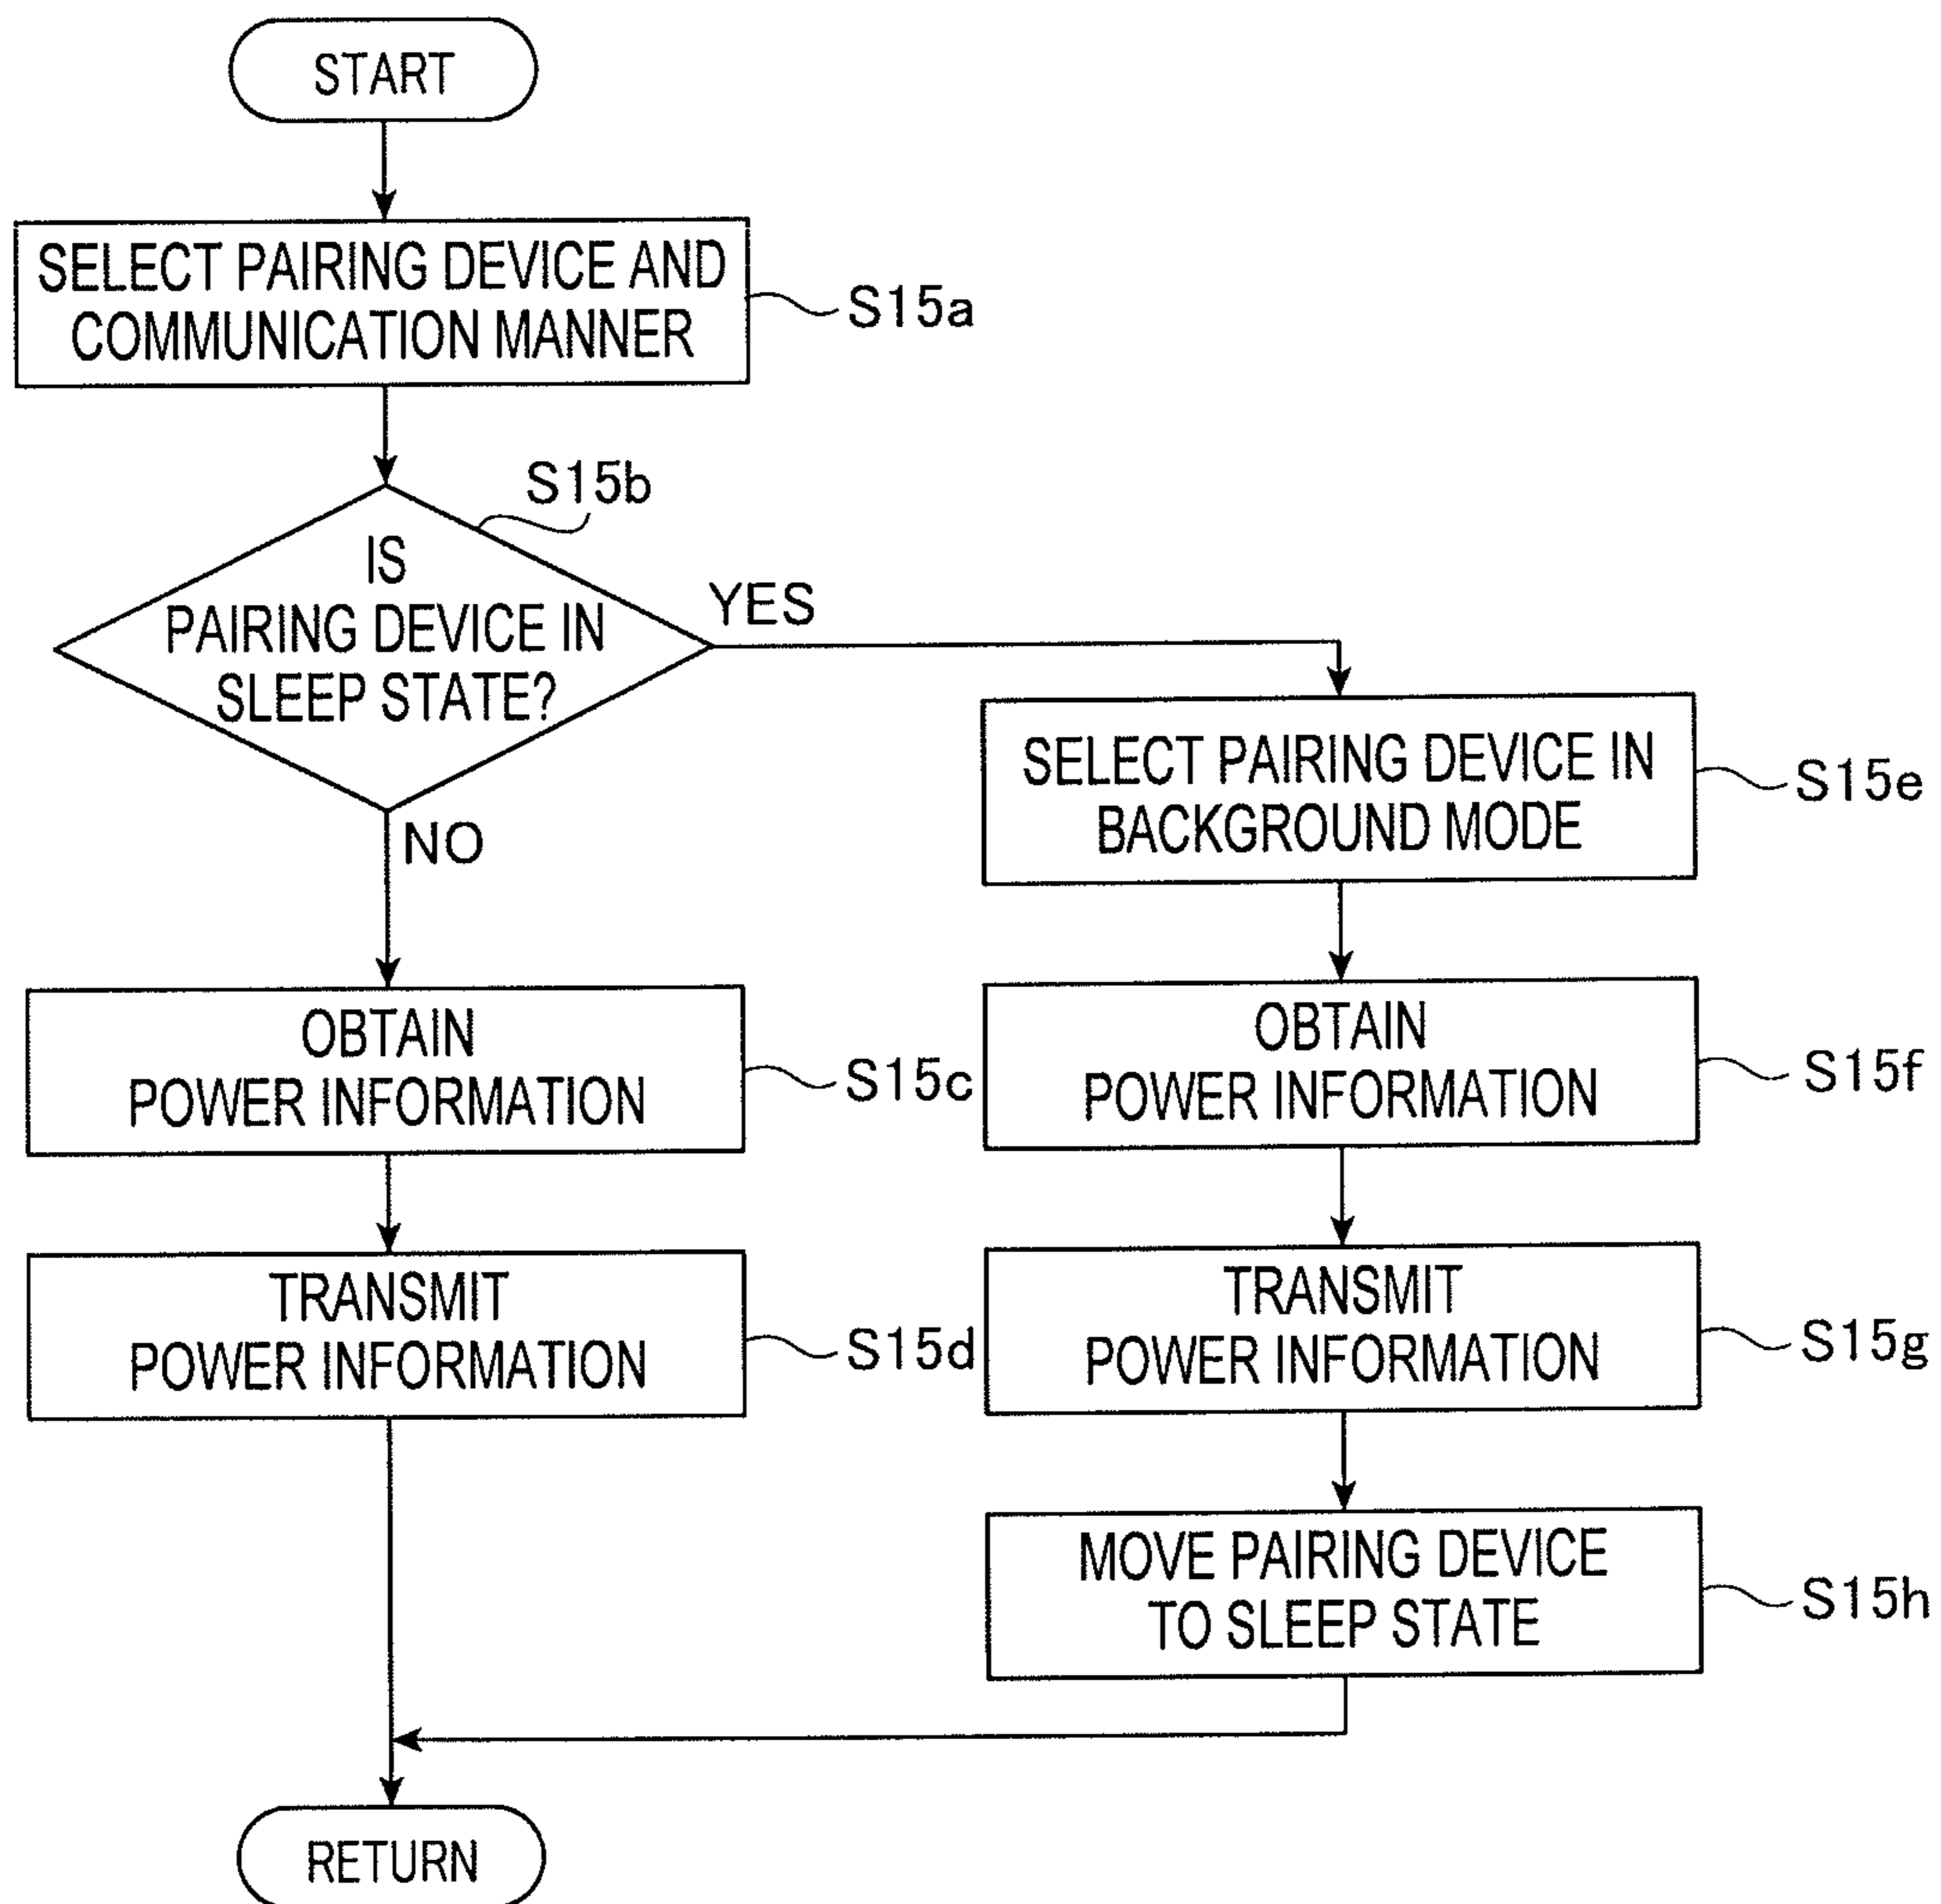 START
SELECT PAIRING DEVICE AND
COMMUNICATION MANNER
S15a
S15b
IS
PAIRING DEVICE IN
SLEEP STATE?
YES
NO
SELECT PAIRING DEVICE IN
BACKGROUND MODE
S15e
OBTAIN
POWER INFORMATION
S15c
OBTAIN
POWER INFORMATION
S15f
TRANSMIT
POWER INFORMATION
S15d
TRANSMIT
POWER INFORMATION
S15g
MOVE PAIRING DEVICE
TO SLEEP STATE
S15h
RETURN